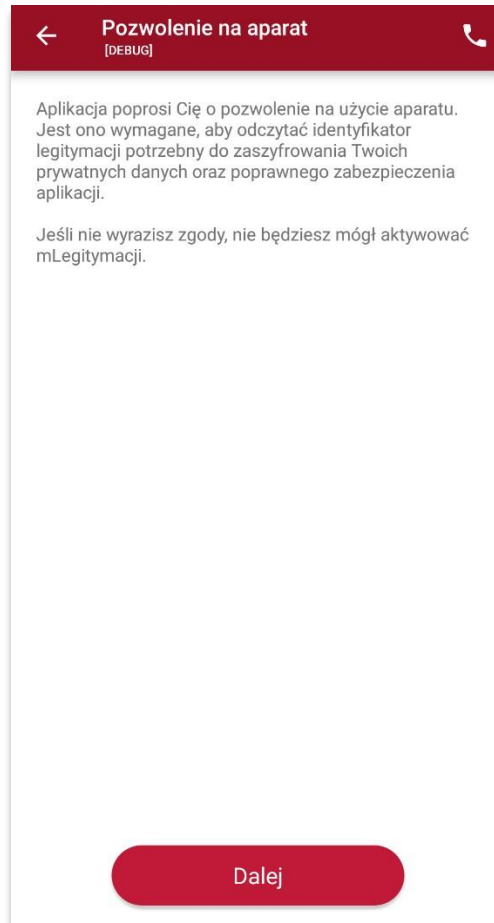 Pozwolenie na aparat
[DEBUG]
Aplikacja poprosi Cię o pozwolenie na użycie aparatu.
Jest ono wymagane, aby odczytać identyfikator
legitymacji potrzebny do zaszyfrowania Twoich
prywatnych danych oraz poprawnego zabezpieczenia
aplikacji.
Jeśli nie wyrazisz zgody, nie będziesz mógł aktywować
mLegitymacji.
Dalej